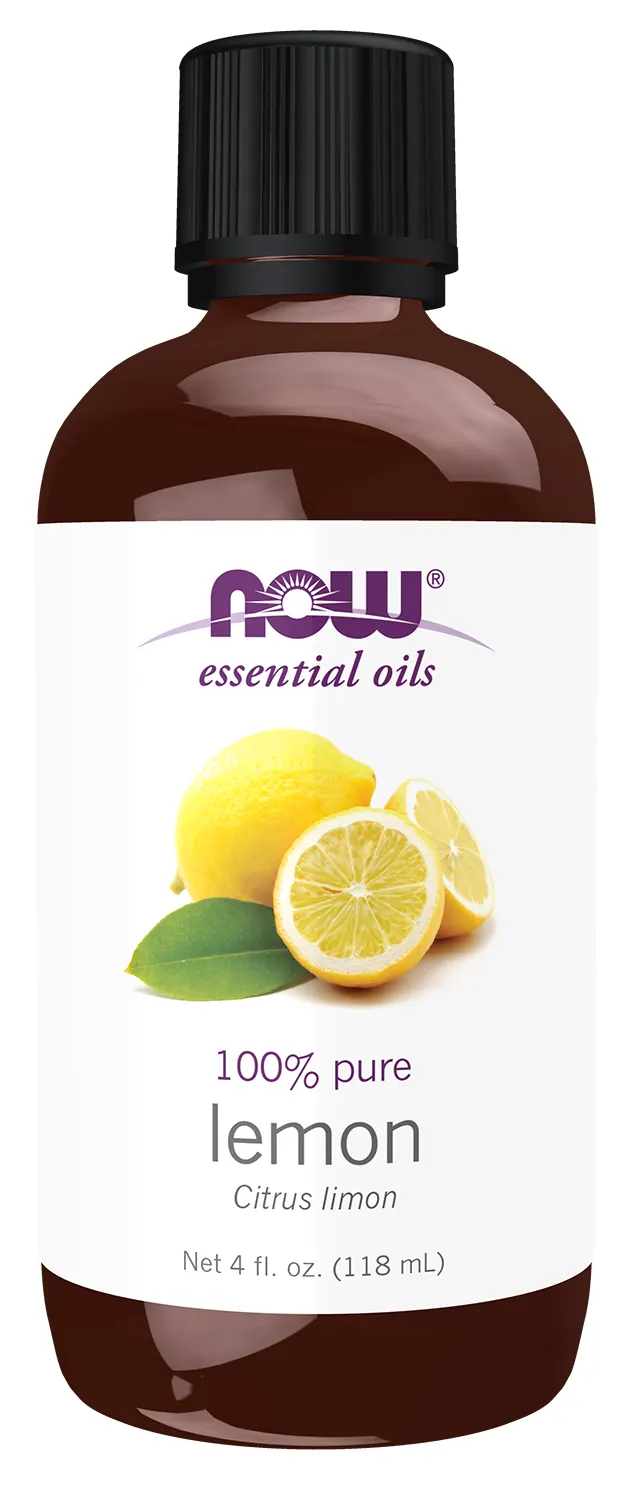 now®
essential oils
100% pure
lemon
Citrus limon
Net 4 fl. oz. (118 mL)